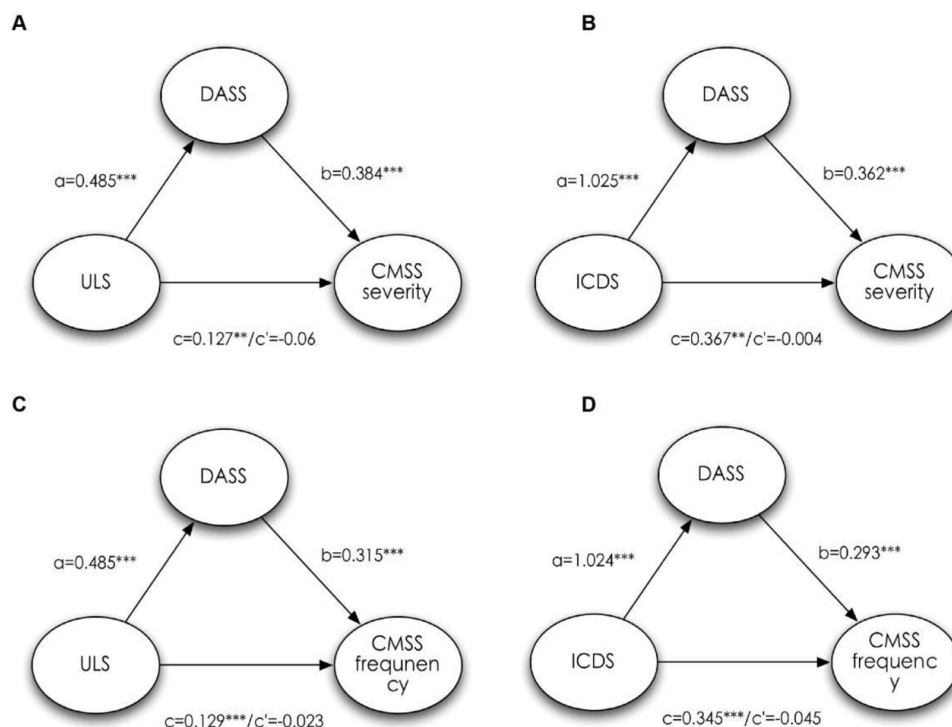 A
DASS
a=0.485***
b=0.384***
ULS
CMSS
severity
c=0.127**/c'=-0.06
B
DASS
a=1.025***
b=0.362***
ICDS
CMSS
severity
c=0.367**/c'=-0.004
C
DASS
a=0.485***
b=0.315***
ULS
CMSS
frequnen
cy
c=0.129***/c'=-0.023
D
DASS
a=1.024***
b=0.293***
ICDS
CMSS
frequenc
y
c=0.345***/c'=-0.045